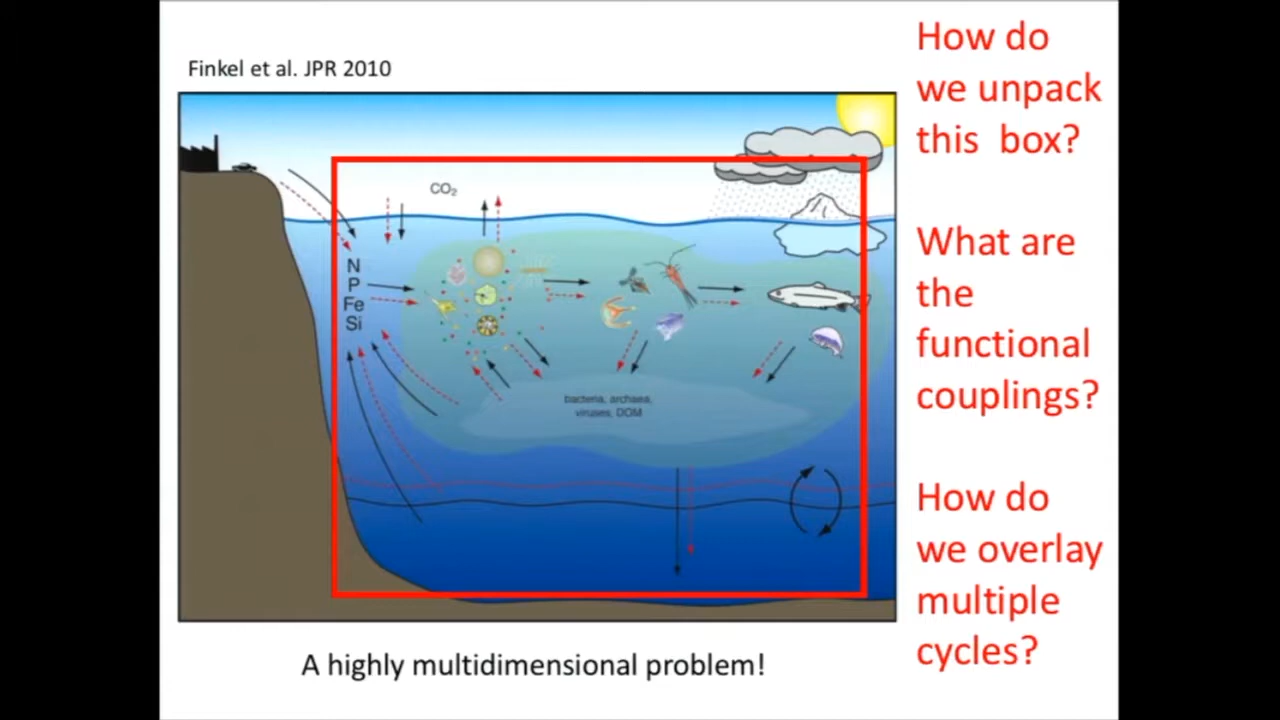 Finkel et al. JPR 2010
CO₂
N
P
Fe
Si
bacteria, archaea,
viruses, DOM
A highly multidimensional problem!
How do
we unpack
this box?
What are
the
functional
couplings?
How do
we overlay
multiple
cycles?